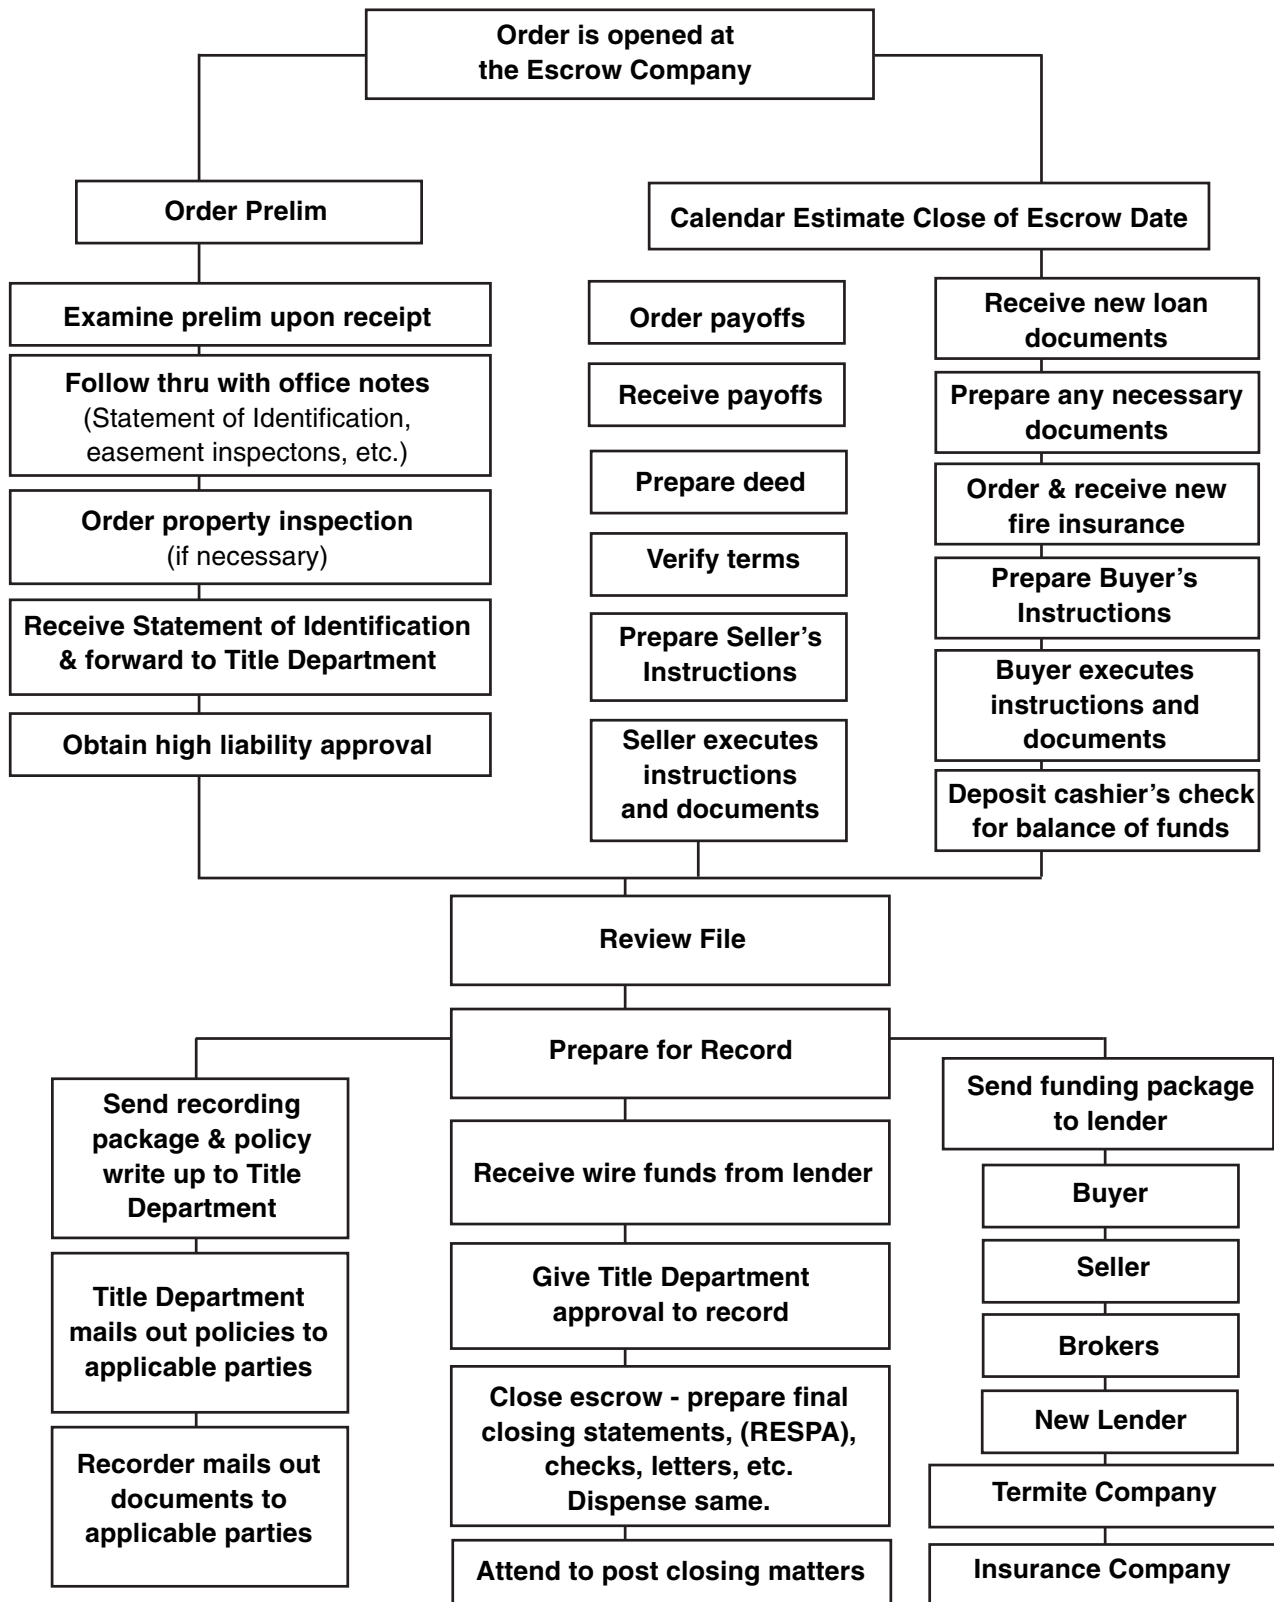 Order is opened at
the Escrow Company
Order Prelim
Calendar Estimate Close of Escrow Date
Examine prelim upon receipt
Follow thru with office notes
(Statement of Identification,
easement inspectons, etc.)
Order property inspection
(if necessary)
Receive Statement of Identification
& forward to Title Department
Obtain high liability approval
Order payoffs
Receive payoffs
Prepare deed
Verify terms
Prepare Seller’s
Instructions
Seller executes
instructions
and documents
Receive new loan
documents
Prepare any necessary
documents
Order & receive new
fire insurance
Prepare Buyer’s
Instructions
Buyer executes
instructions and
documents
Deposit cashier’s check
for balance of funds
Review File
Prepare for Record
Send recording
package & policy
write up to Title
Department
Title Department
mails out policies to
applicable parties
Recorder mails out
documents to
applicable parties
Receive wire funds from lender
Give Title Department
approval to record
Close escrow - prepare final
closing statements, (RESPA),
checks, letters, etc.
Dispense same.
Attend to post closing matters
Send funding package
to lender
Buyer
Seller
Brokers
New Lender
Termite Company
Insurance Company